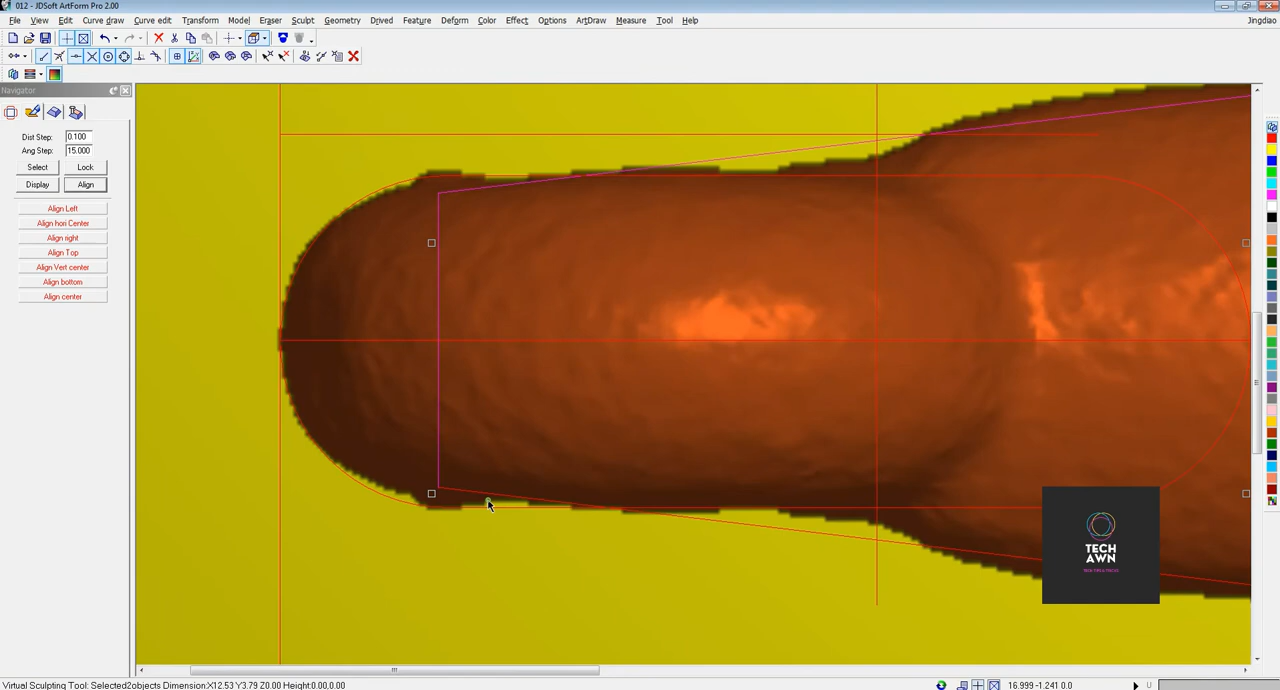 012 - JDSoft ArtForm Pro 2.00
File View Edit Curve draw Curve edit Transform Model Eraser Sculpt Geometry Drived Feature Deform Color Effect Options ArtDraw Measure Tool Help
Jingdiao
Navigator
Dist Step: 0.100
Ang Step: 15.000
Select Lock
Display Align
Align Left
Align hori Center
Align right
Align Top
Align Vert center
Align bottom
Align center
TECH
AWN
Virtual Sculpting Tool: Selected2objects Dimension:X12.53 Y3.79 Z0.00 Height:0.00,0.00
16.999 -1.241 0.0
U